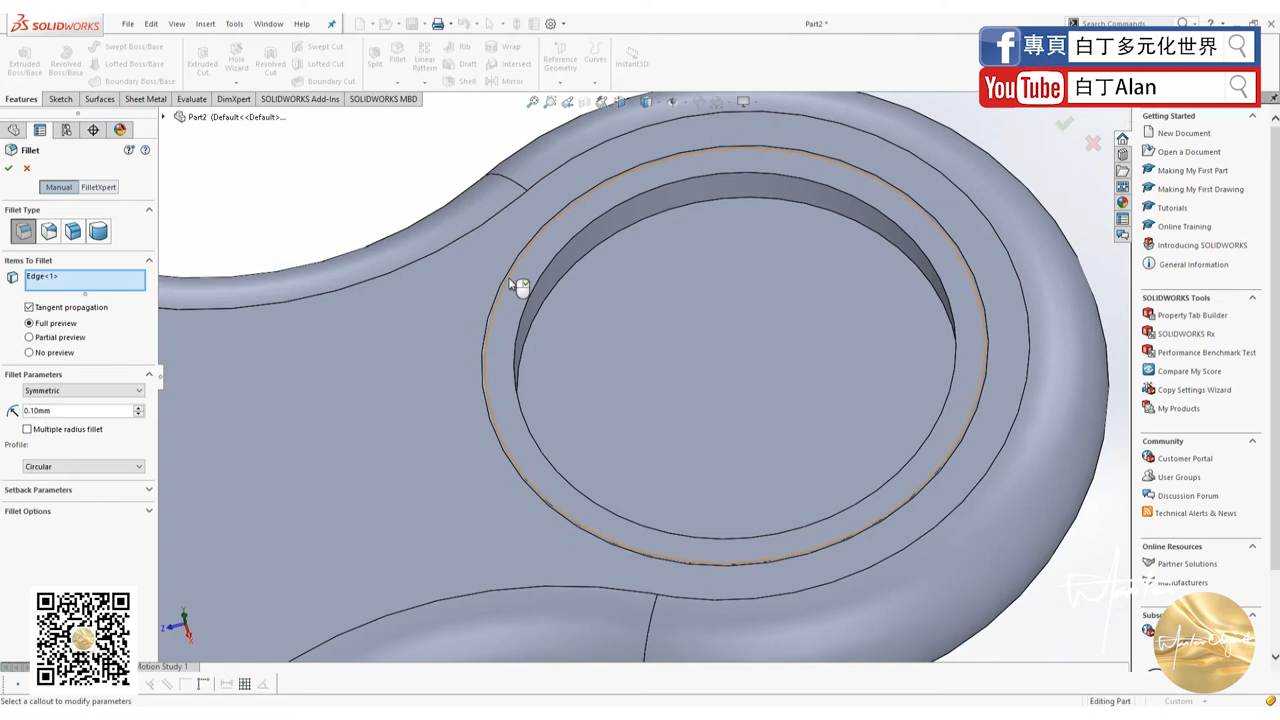 SOLIDWORKS
File Edit View Insert Tools Window Help
Part2 *
Search Commands
專頁 白丁多元化世界
YouTube 白丁Alan
Extruded Boss/Base
Revolved Boss/Base
Swept Boss/Base
Lofted Boss/Base
Boundary Boss/Base
Extruded Cut
Hole Wizard
Revolved Cut
Swept Cut
Lofted Cut
Boundary Cut
Split
Fillet
Linear Pattern
Rib
Draft
Shell
Wrap
Intersect
Mirror
Reference Geometry
Curves
Instant3D
Features Sketch Surfaces Sheet Metal Evaluate DimXpert SOLIDWORKS Add-Ins SOLIDWORKS MBD
Part2 (Default<<Default>...
Fillet
Manual FilletXpert
Fillet Type
Items To Fillet
Edge<1>
Tangent propagation
Full preview
Partial preview
No preview
Fillet Parameters
Symmetric
0.10mm
Multiple radius fillet
Profile:
Circular
Setback Parameters
Fillet Options
Y
Z
X
Getting Started
New Document
Open a Document
Making My First Part
Making My First Drawing
Tutorials
Online Training
Introducing SOLIDWORKS
General Information
SOLIDWORKS Tools
Property Tab Builder
SOLIDWORKS Rx
Performance Benchmark Test
Compare My Score
Copy Settings Wizard
My Products
Community
Customer Portal
User Groups
Discussion Forum
Technical Alerts & News
Online Resources
Partner Solutions
Manufacturers
Motion Study 1
Select a callout to modify parameters
Editing Part
Custom